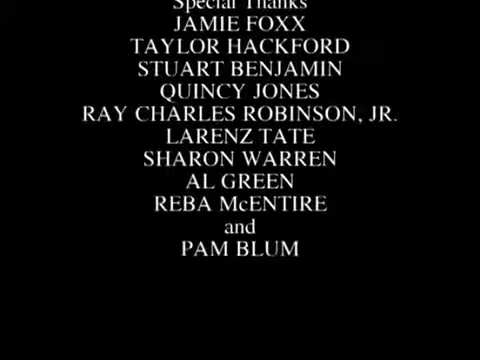 Special Thanks
JAMIE FOXX
TAYLOR HACKFORD
STUART BENJAMIN
QUINCY JONES
RAY CHARLES ROBINSON, JR.
LARENZ TATE
SHARON WARREN
AL GREEN
REBA McENTIRE
and
PAM BLUM